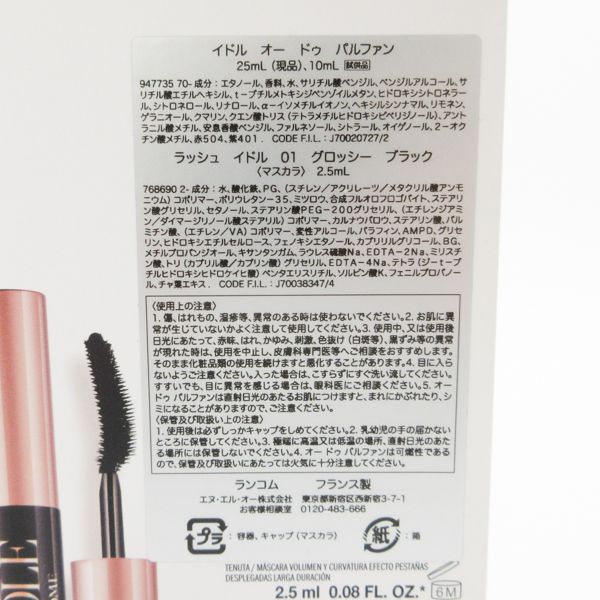 イドル オー ドゥ パルファン
25mL（現品）、10mL 試供品
947735 70-成分：エタノール、香料、水、サリチル酸ベンジル、ベンジルアルコール、サ
リチル酸エチルヘキシル、t-ブチルメトキシジベンゾイルメタン、ヒドロキシシトロネラー
ル、シトロネロール、リナロール、α-イソメチルイオノン、ヘキシルシンナマル、リモネン、
ゲラニオール、クマリン、クエン酸トリス（テトラメチルヒドロキシピペリジノール）、アント
ラニル酸メチル、安息香酸ベンジル、ファルネソール、シトラール、オイゲノール、2-オク
チン酸メチル、赤504、紫401． CODE F.I.L.：J70020727/2
ラッシュ イドル 01 グロッシー ブラック
〈マスカラ〉 2.5mL
768690 2-成分：水、酸化鉄、PG、（スチレン/アクリレーツ/メタクリル酸アンモ
ニウム）コポリマー、ポリウレタン-35、ミツロウ、合成フルオロフロゴパイト、ステアリン
酸グリセリル、セタノール、ステアリン酸PEG-200グリセリル、（エチレンジアミ
ン/ダイマージリノール酸ステアリル）コポリマー、カルナウバロウ、ステアリン酸、パル
ミチン酸、（エチレン/VA）コポリマー、変性アルコール、パラフィン、AMPD、グリセ
リン、ヒドロキシエチルセルロース、フェノキシエタノール、カプリリルグリコール、BG、
メチルプロパンジオール、キサンタンガム、ラウレス硫酸Na、EDTA-2Na、ミリスチ
ン酸、トリ（カプリル酸/カプリン酸）グリセリル、EDTA-4Na、テトラ（ジ-t-ブ
チルヒドロキシヒドロケイヒ酸）ペンタエリスリチル、ソルビン酸K、フェニルプロパノー
ル、チャ葉エキス． CODE F.I.L.：J70038347/4
〈使用上の注意〉
1．傷、はれもの、湿疹等、異常のある時は使わないでください。2．お肌に異
常が生じていないかよく注意して使用してください。3．使用中、又は使用後
日光にあたって、赤味、はれ、かゆみ、刺激、色抜け（白斑等）、黒ずみ等の異常
が現れた時は、使用を中止し、皮膚科専門医等へご相談をおすすめします。
そのまま化粧品類の使用を続けますと悪化することがあります。4．目に入ら
ないようご注意ください。入った場合は、こすらずにすぐ洗い流してください。
すすいでも、目に異常を感じる場合は、眼科医にご相談ください。5．オー
ドゥ パルファンは直射日光のあたるお肌につけますと、まれにかぶれたり、シ
ミになることがありますので、ご注意ください。
〈保管及び取扱い上の注意〉
1．使用後は必ずしっかりキャップをしめてください。2．乳幼児の手の届かない
ところに保管してください。3．極端に高温又は低温の場所、直射日光のあた
る場所には保管しないでください。4．オー ドゥ パルファンは可燃性であるの
で、保管及び取扱いにあたっては火気に十分注意してください。
ランコム フランス製
エヌ・エル・オー株式会社 東京都新宿区西新宿3-7-1
お客様相談室 0120-483-666
プラ：容器、キャップ（マスカラ） 紙：箱
TENUTA / MÁSCARA VOLUMEN Y CURVATURA EFECTO PESTAÑAS
DESPLEGADAS LARGA DURACIÓN
2.5 ml 0.08 FL. OZ.* 6M